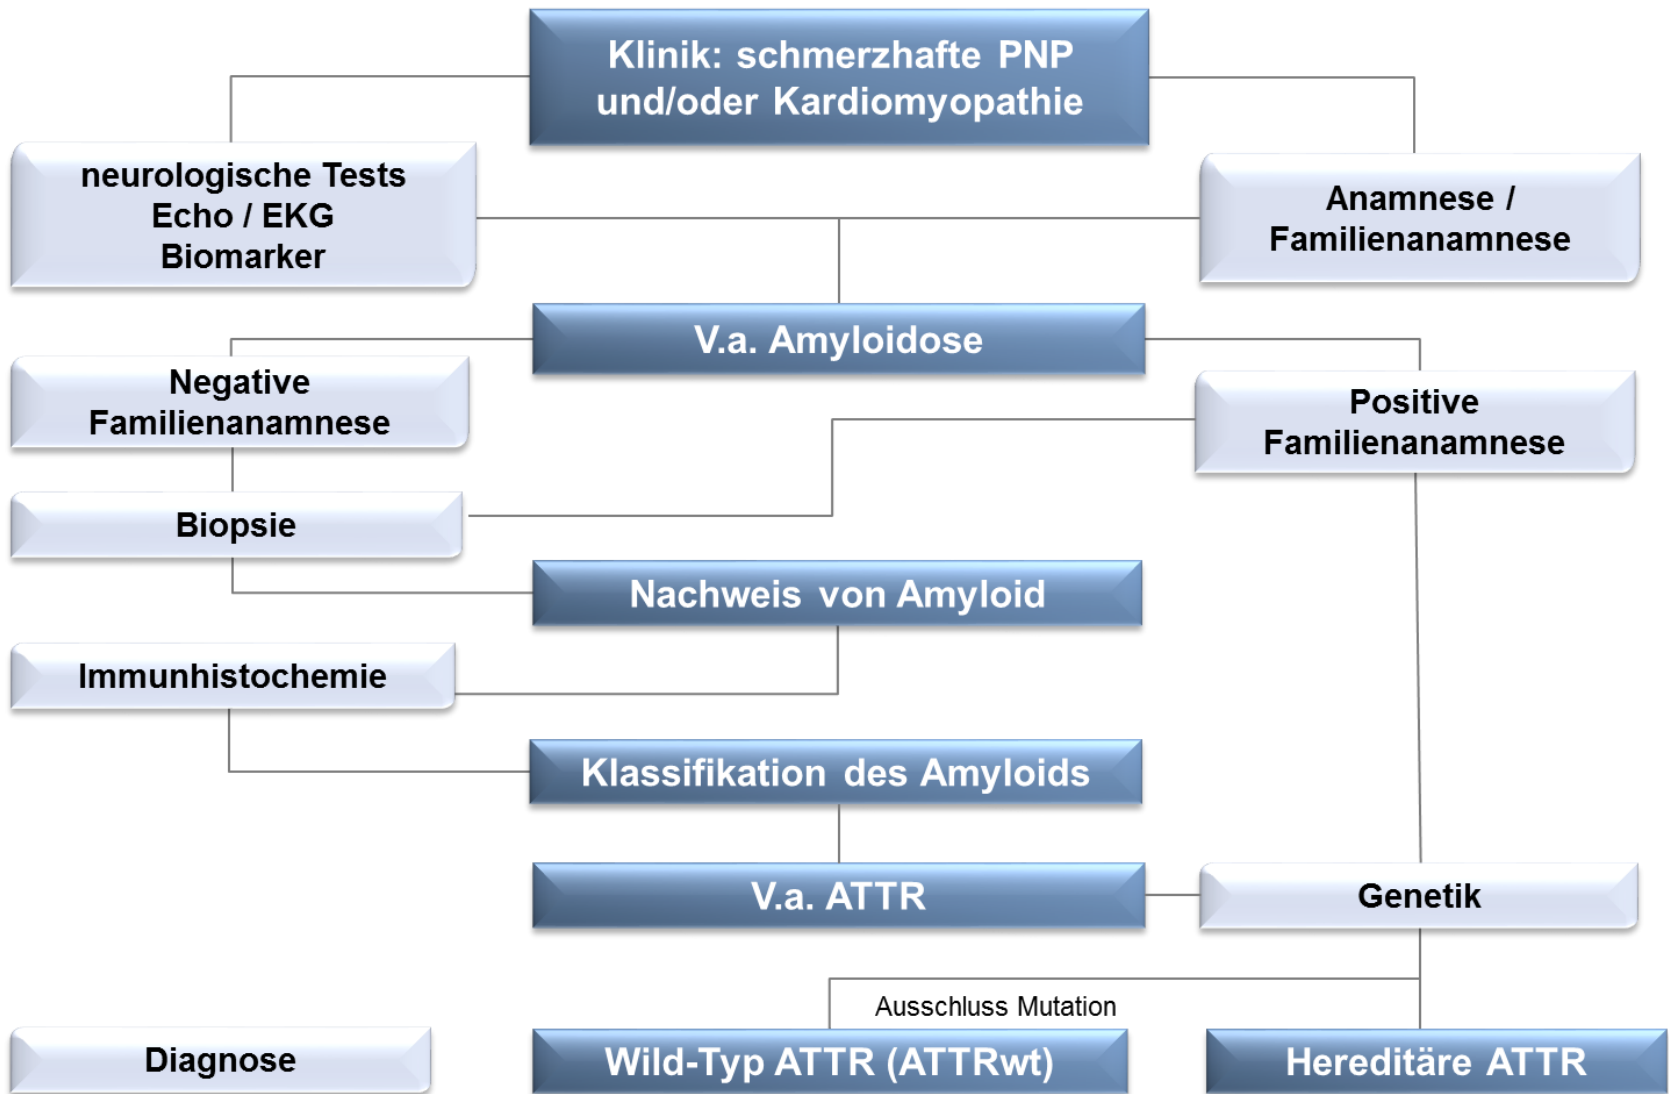 Klinik: schmerzhafte PNP
und/oder Kardiomyopathie
neurologische Tests
Echo / EKG
Biomarker
Anamnese /
Familienanamnese
V.a. Amyloidose
Negative
Familienanamnese
Positive
Familienanamnese
Biopsie
Nachweis von Amyloid
Immunhistochemie
Klassifikation des Amyloids
V.a. ATTR
Genetik
Ausschluss Mutation
Diagnose
Wild-Typ ATTR (ATTRwt)
Hereditäre ATTR